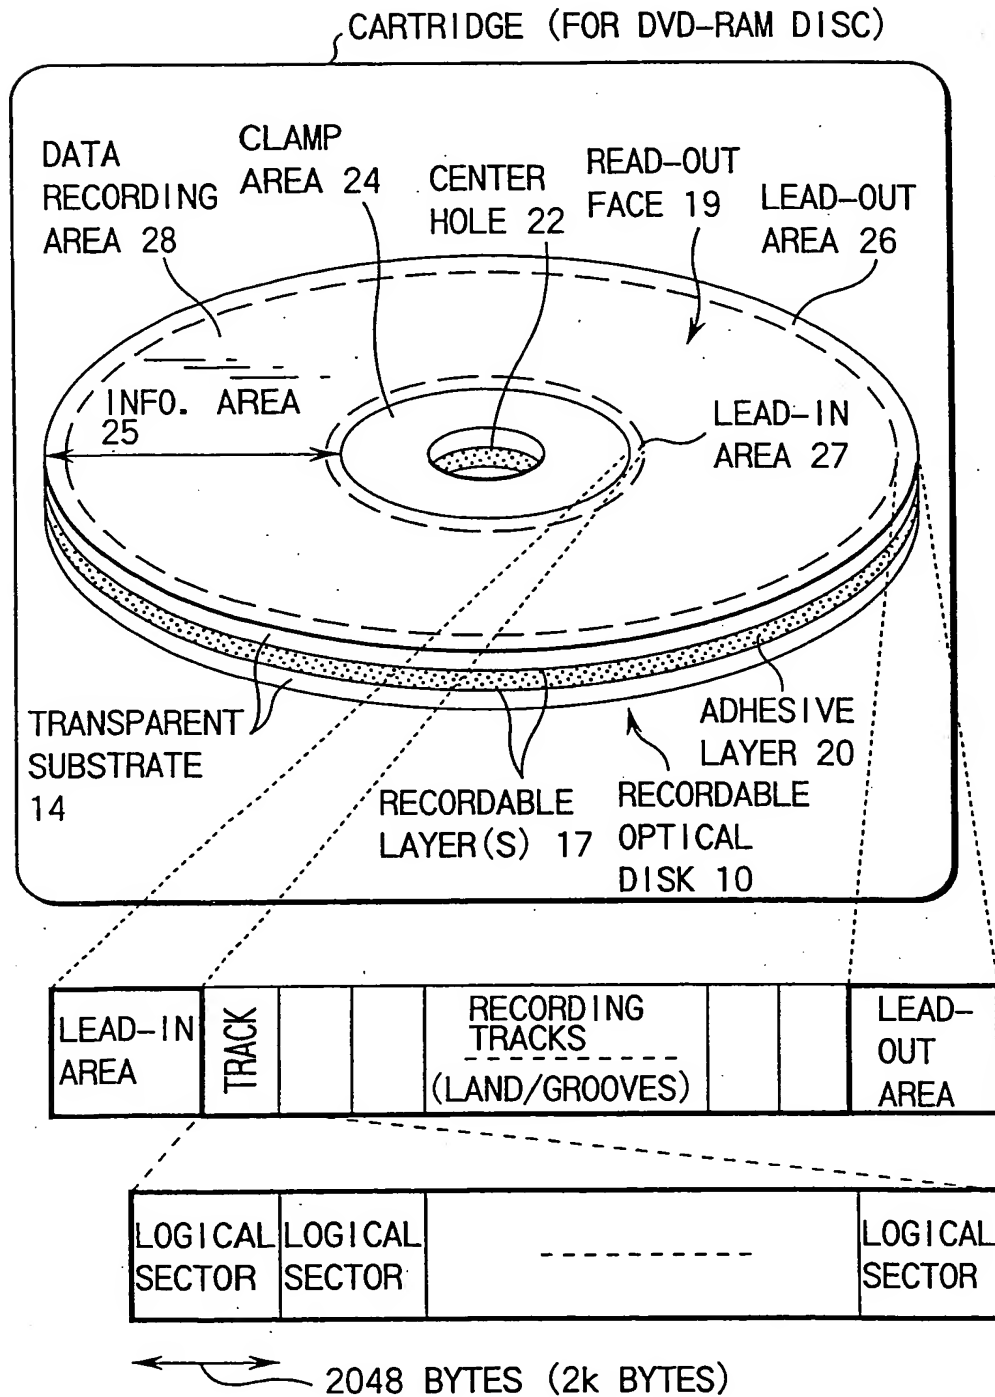 CARTRIDGE (FOR DVD-RAM DISC)
DATA
RECORDING
AREA 28
CLAMP
AREA 24
CENTER
HOLE 22
READ-OUT
FACE 19
LEAD-OUT
AREA 26
INFO. AREA
25
LEAD-IN
AREA 27
TRANSPARENT
SUBSTRATE
14
RECORDABLE
LAYER(S) 17
RECORDABLE
OPTICAL
DISK 10
ADHESIVE
LAYER 20
LEAD-IN
AREA
TRACK
RECORDING
TRACKS
(LAND/GROOVES)
LEAD-
OUT
AREA
LOGICAL
SECTOR
LOGICAL
SECTOR
LOGICAL
SECTOR
2048 BYTES (2k BYTES)